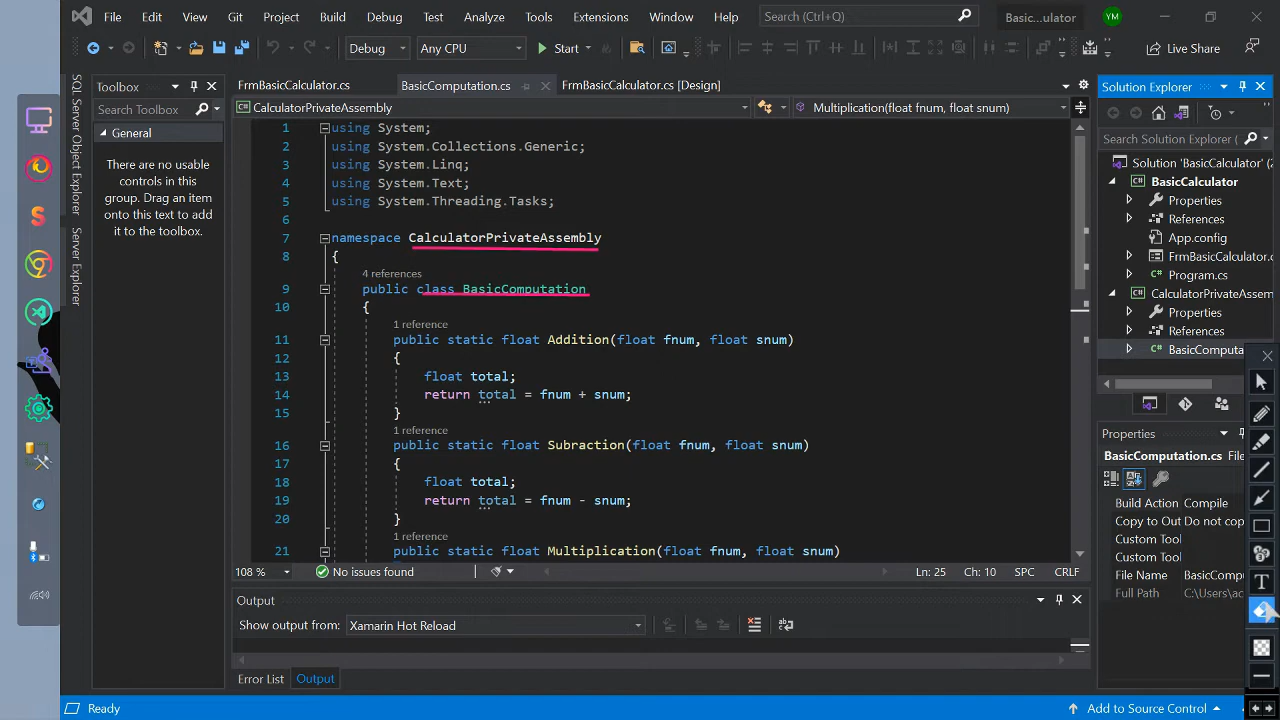 File Edit View Git Project Build Debug Test Analyze Tools Extensions Window Help Search (Ctrl+Q) Basic...ulator YM
Debug Any CPU Start Live Share
Toolbox
Search Toolbox
General
There are no usable
controls in this
group. Drag an item
onto this text to add
it to the toolbox.
SQL Server Object Explorer
Server Explorer
FrmBasicCalculator.cs BasicComputation.cs FrmBasicCalculator.cs [Design]
CalculatorPrivateAssembly Multiplication(float fnum, float snum)
1 using System;
2 using System.Collections.Generic;
3 using System.Linq;
4 using System.Text;
5 using System.Threading.Tasks;
6
7 namespace CalculatorPrivateAssembly
8 {
4 references
9 public class BasicComputation
10 {
1 reference
11 public static float Addition(float fnum, float snum)
12 {
13 float total;
14 return total = fnum + snum;
15 }
1 reference
16 public static float Subraction(float fnum, float snum)
17 {
18 float total;
19 return total = fnum - snum;
20 }
1 reference
21 public static float Multiplication(float fnum, float snum)
108 % No issues found Ln: 25 Ch: 10 SPC CRLF
Output
Show output from: Xamarin Hot Reload
Error List Output
Solution Explorer
Search Solution Explorer
Solution 'BasicCalculator' (2
BasicCalculator
Properties
References
App.config
FrmBasicCalculator.c
Program.cs
CalculatorPrivateAssem
Properties
References
BasicComputa
Properties
BasicComputation.cs File
Build Action Compile
Copy to Out Do not copy
Custom Tool
Custom Tool
File Name BasicCompu
Full Path C:\Users\ac
T
Ready Add to Source Control